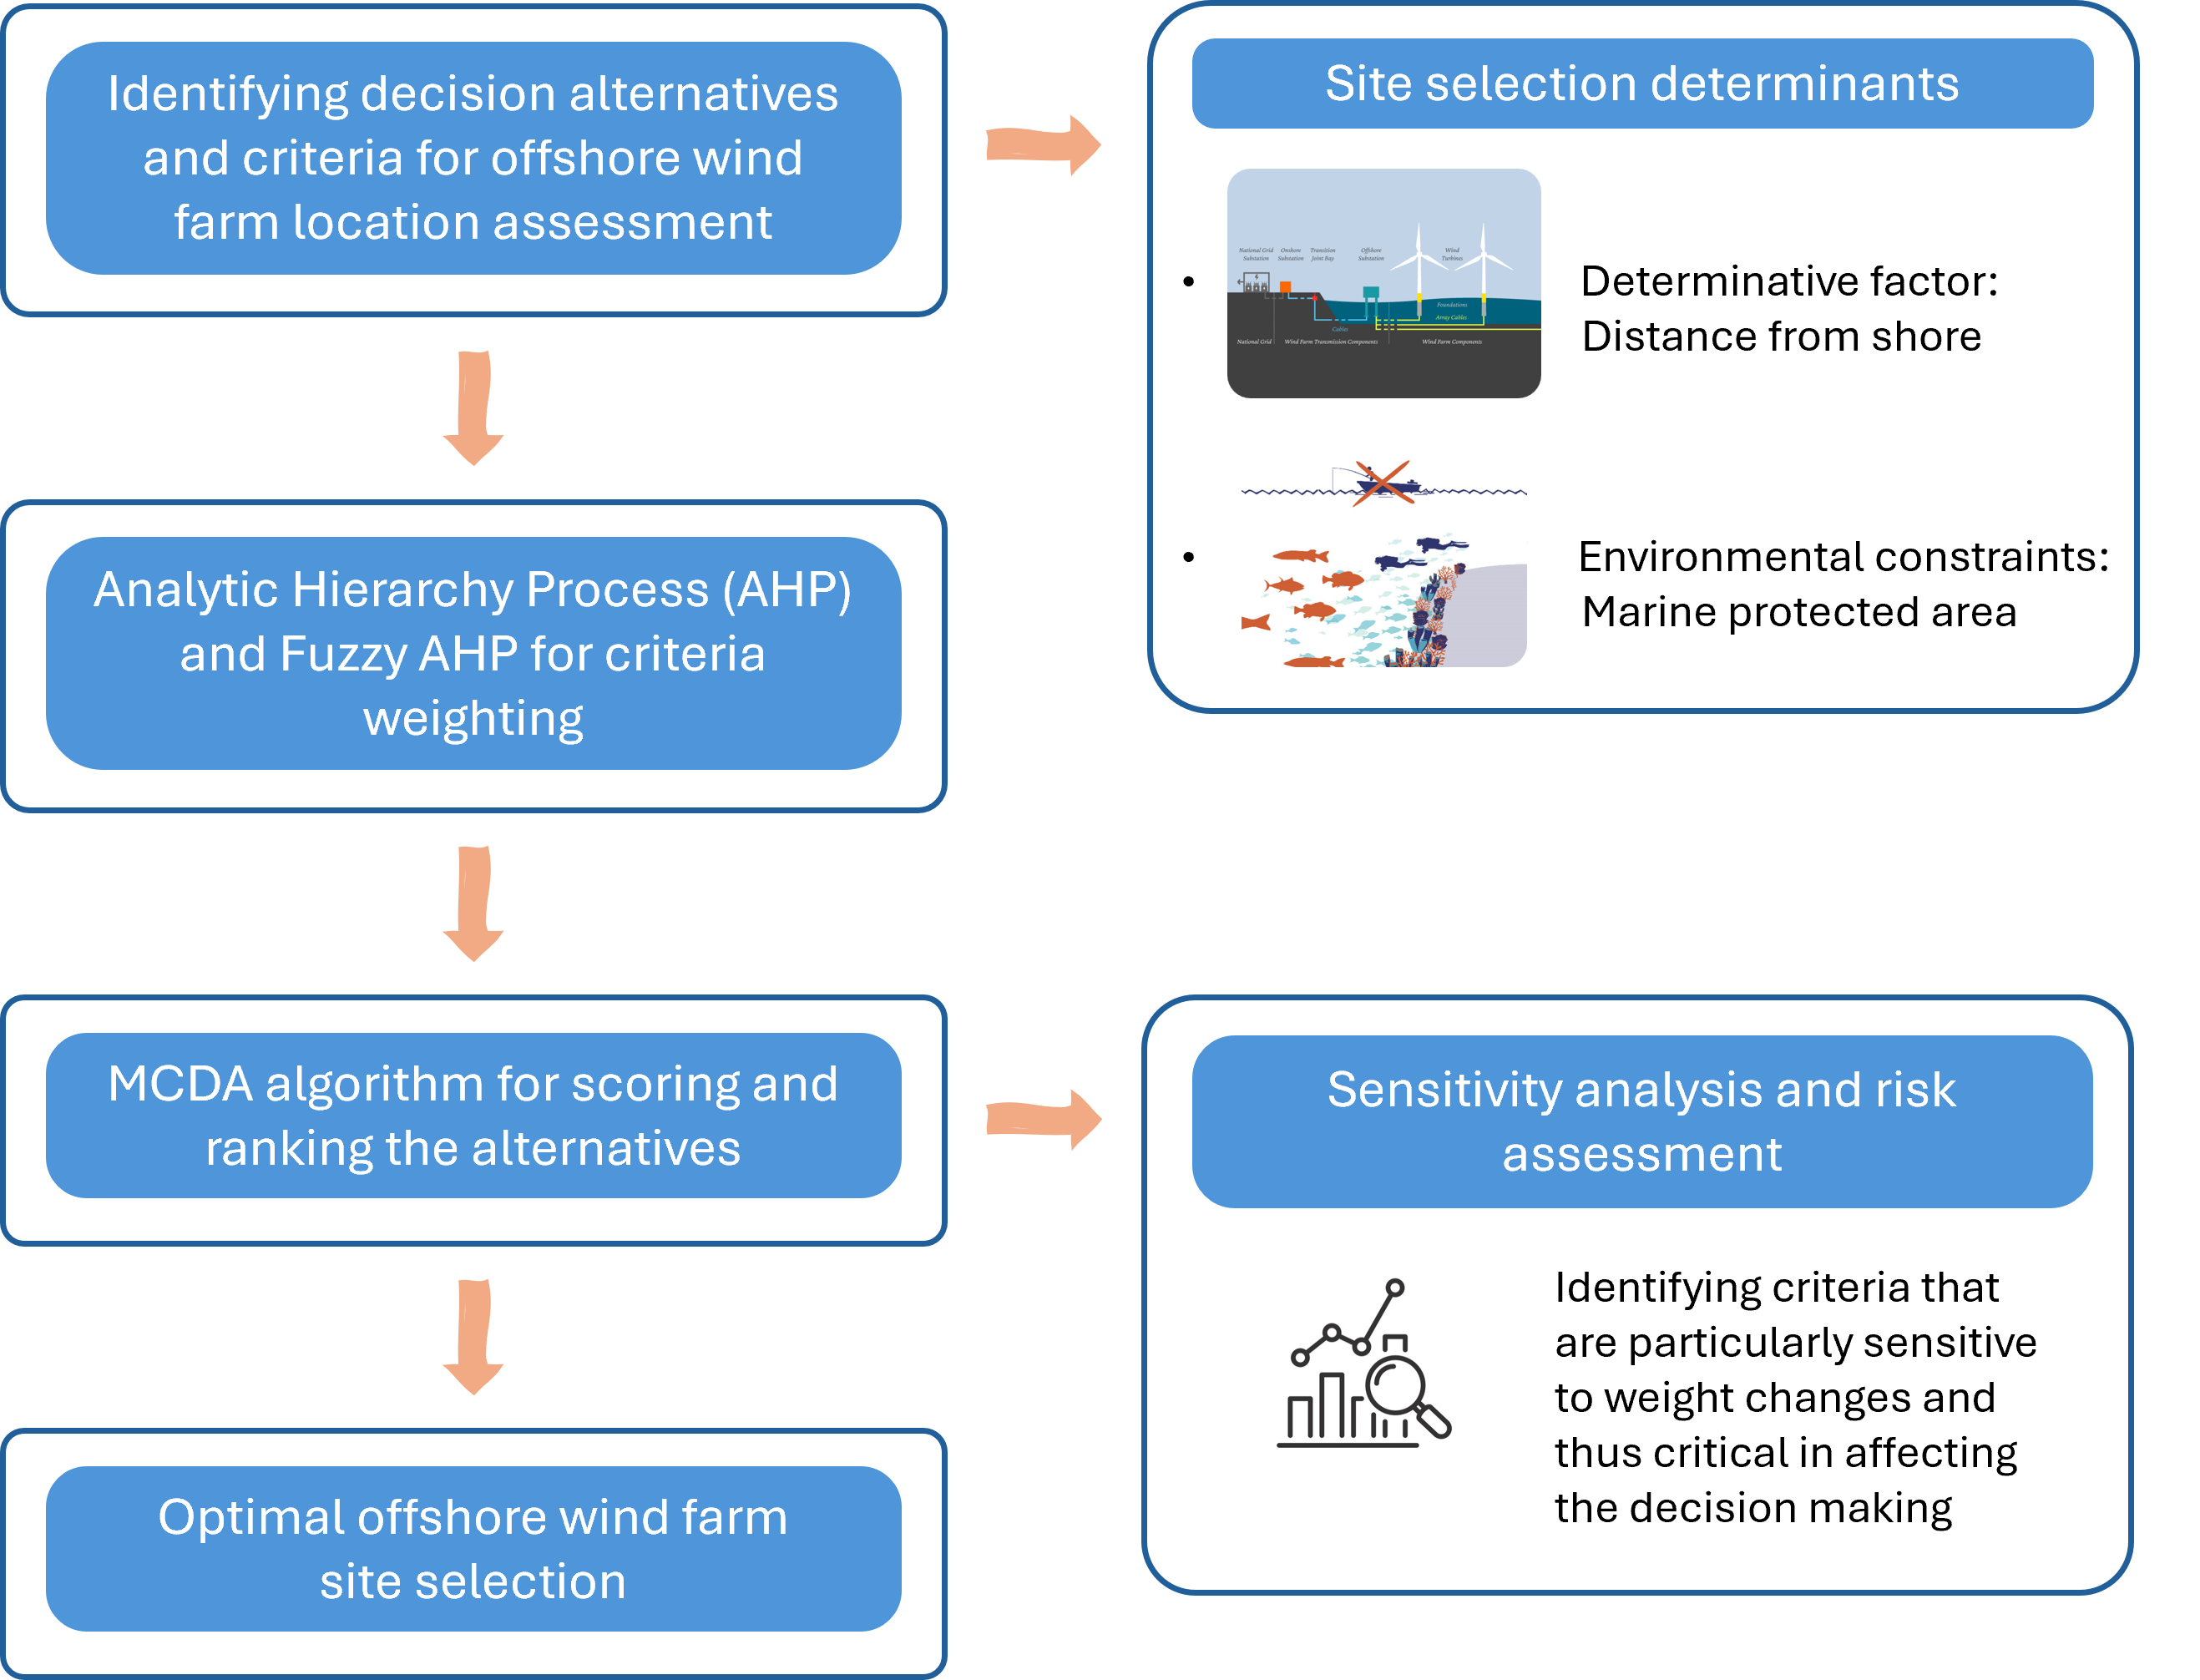 Identifying decision alternatives
and criteria for offshore wind
farm location assessment
Analytic Hierarchy Process (AHP)
and Fuzzy AHP for criteria
weighting
MCDA algorithm for scoring and
ranking the alternatives
Optimal offshore wind farm
site selection
Site selection determinants
National Grid
Substation
Onshore
Substation
Transition
Joint Bay
Offshore
Substation
Wind
Turbines
Foundations
Array Cables
Cables
National Grid
Wind Farm Transmission Components
Wind Farm Components
• Determinative factor:
Distance from shore
• Environmental constraints:
Marine protected area
Sensitivity analysis and risk
assessment
Identifying criteria that
are particularly sensitive
to weight changes and
thus critical in affecting
the decision making